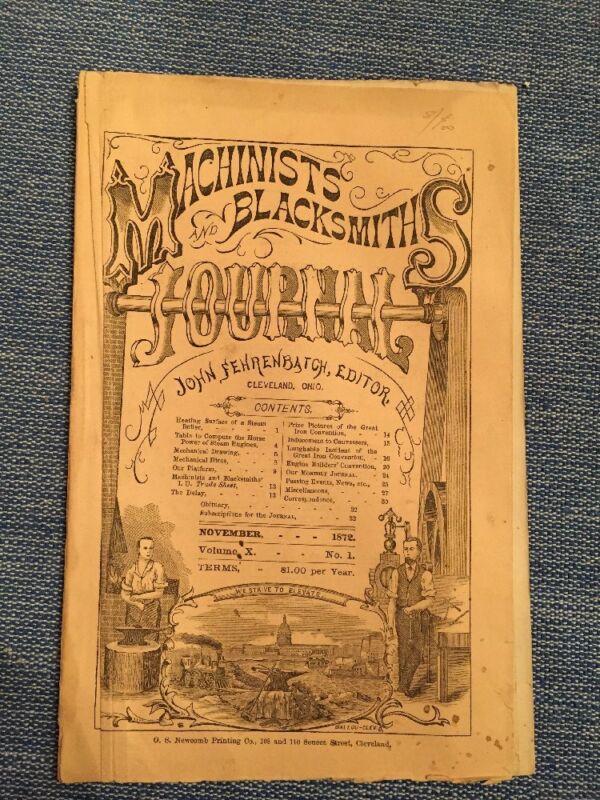 MACHINISTS
AND BLACKSMITHS
JOURNAL
JOHN FEHRENBATCH, EDITOR
CLEVELAND, OHIO.
CONTENTS.
Heating Surface of a Steam
Boiler, 1
Table to Compute the Horse
Power of Steam Engines, 4
Mechanical Drawing, 5
Mechanical Dices, 8
Our Platform, 9
Machinists and Blacksmiths'
I. U. Trade Sheet, 13
The Delay, 13
Prize Pictures of the Great
Iron Convention, 14
Inducement to Canvassers, 15
Laughable Incident of the
Great Iron Convention, 16
Engine Builders' Convention, 20
Our Monthly Journal, 24
Passing Events, News, etc., 25
Miscellaneous, 27
Correspondence, 30
Obituary, 32
Subscriptions for the Journal, 33
NOVEMBER, - - - 1872.
Volume X. - - No. 1.
TERMS, - $1.00 per Year.
WE STRIVE TO ELEVATE
BALLOU-CLEV.
O. S. Newcomb Printing Co., 108 and 110 Seneca Street, Cleveland,